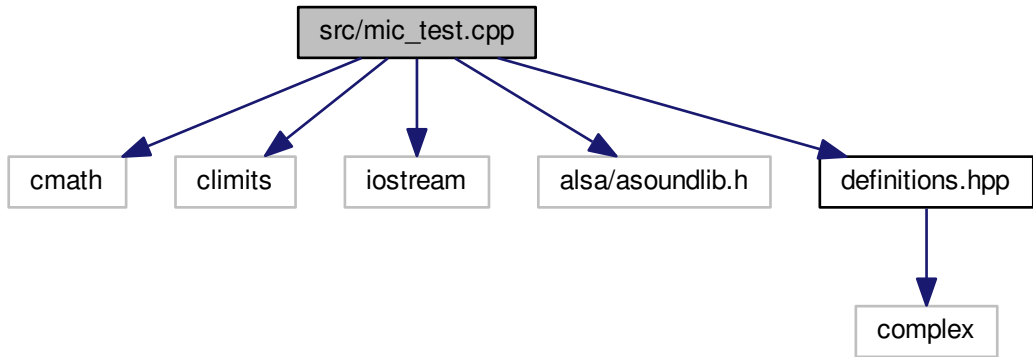 src/mic_test.cpp
cmath
climits
iostream
alsa/asoundlib.h
definitions.hpp
complex